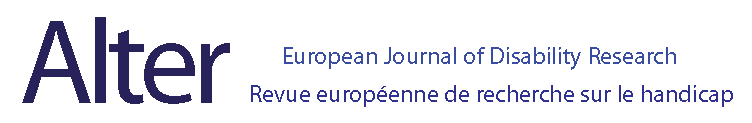 Alter
European Journal of Disability Research
Revue européenne de recherche sur le handicap